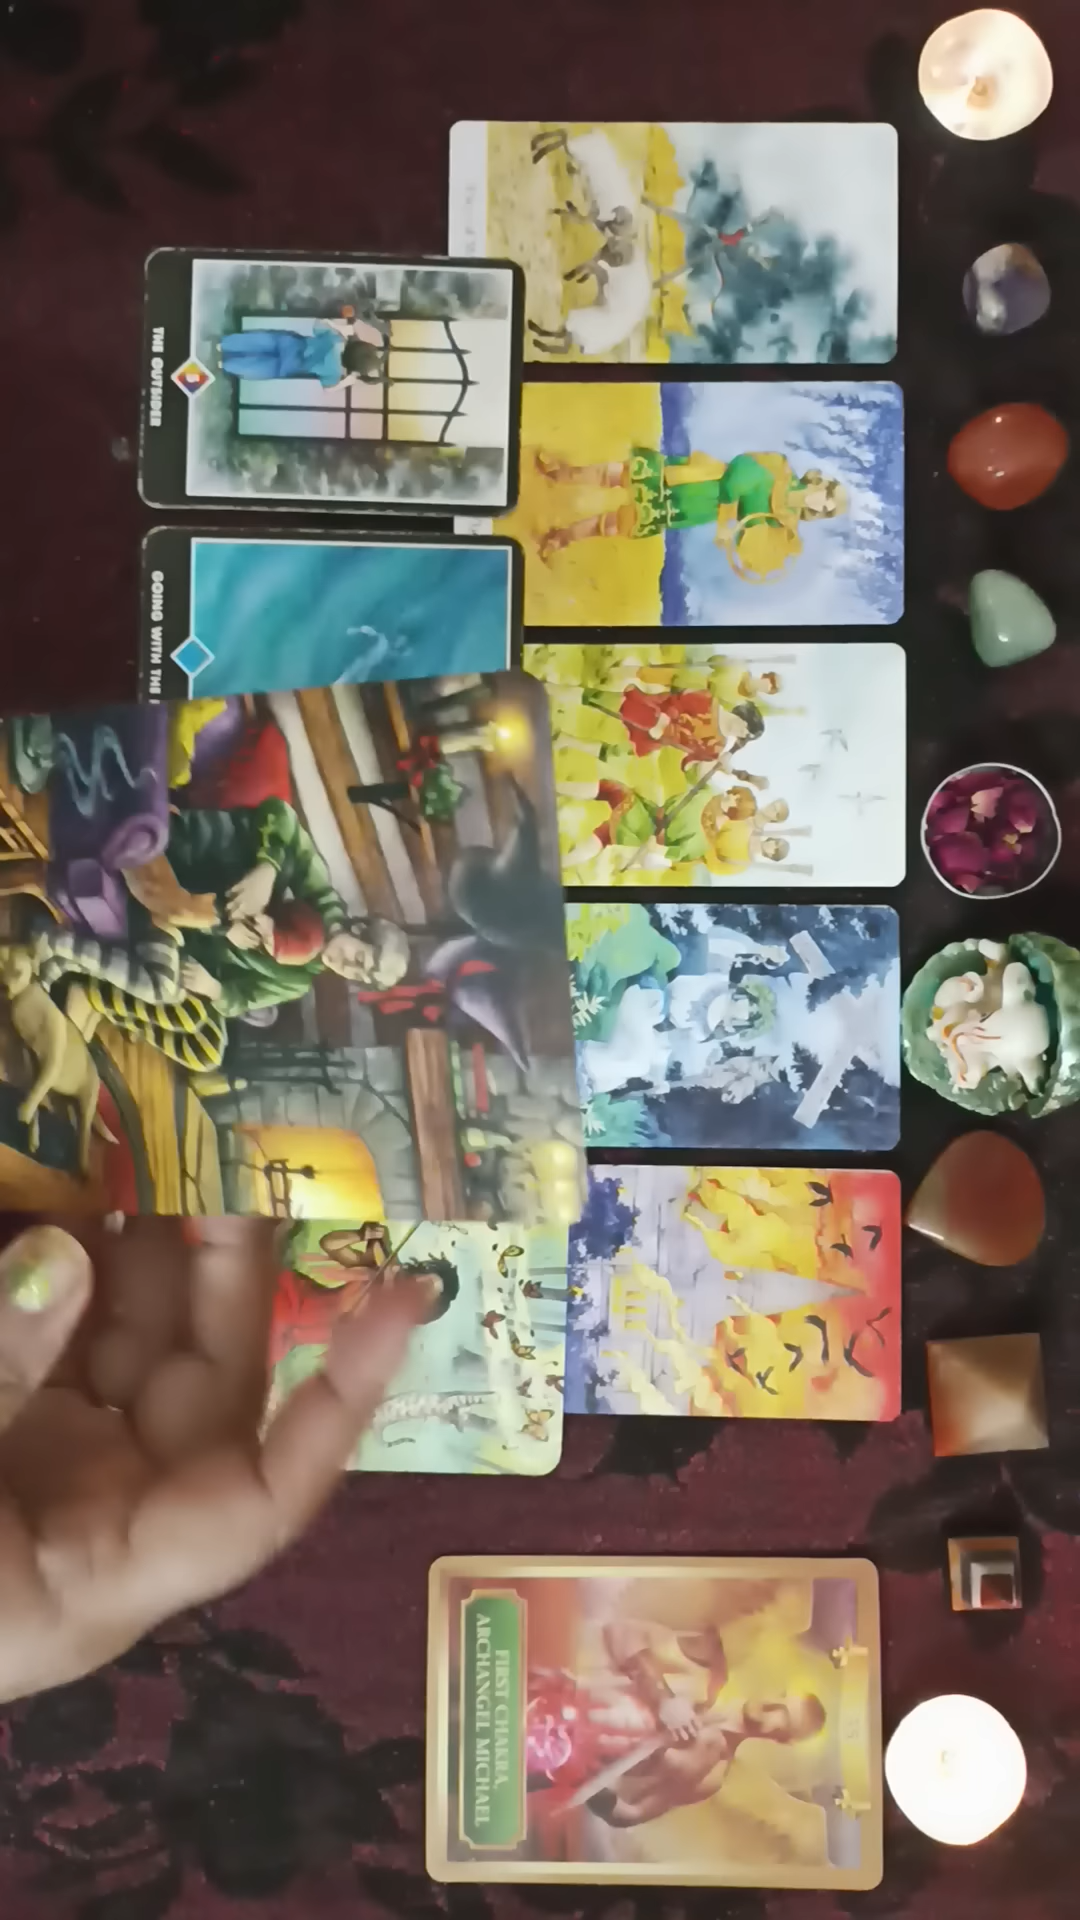 THE OUTSIDER
GOING WITH THE
FIRST CHAKRA,
ARCHANGEL MICHAEL